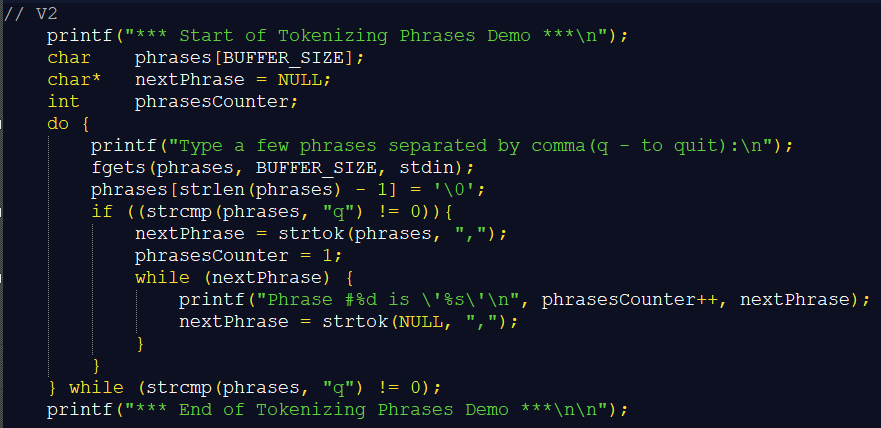 // V2
    printf("*** Start of Tokenizing Phrases Demo ***\n");
    char    phrases[BUFFER_SIZE];
    char*   nextPhrase = NULL;
    int     phrasesCounter;
    do {
        printf("Type a few phrases separated by comma(q - to quit):\n");
        fgets(phrases, BUFFER_SIZE, stdin);
        phrases[strlen(phrases) - 1] = '\0';
        if ((strcmp(phrases, "q") != 0)){
            nextPhrase = strtok(phrases, ",");
            phrasesCounter = 1;
            while (nextPhrase) {
                printf("Phrase #%d is \'%s\'\n", phrasesCounter++, nextPhrase);
                nextPhrase = strtok(NULL, ",");
            }
        }
    } while (strcmp(phrases, "q") != 0);
    printf("*** End of Tokenizing Phrases Demo ***\n\n");